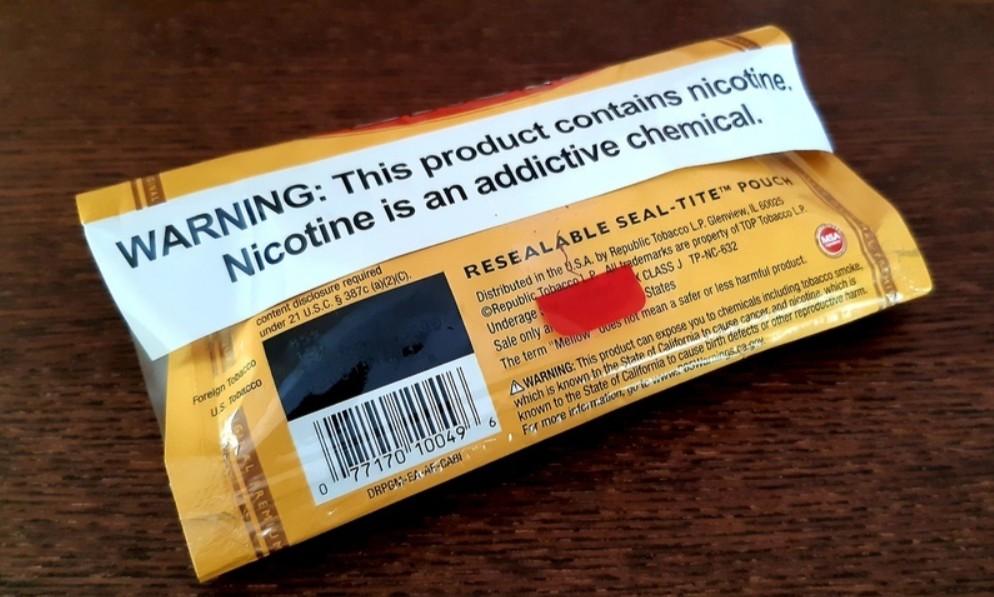 WARNING: This product contains nicotine.
Nicotine is an addictive chemical.
content disclosure required
under 21 U.S.C. § 387c (a)(2)(C).
Foreign Tobacco
U.S. Tobacco
0 77170 10049 6
DRPGM-EA-AF-CABI
RESEALABLE SEAL-TITE™ POUCH
Distributed in the U.S.A. by Republic Tobacco L.P. Glenview, IL 60025
©Republic Tobacco L.P. All trademarks are property of TOP Tobacco L.P.
Underage CLASS J TP-NC-632
Sale only States
The term "Mellow" does not mean a safer or less harmful product.
MSA
⚠WARNING: This product can expose you to chemicals including tobacco smoke,
which is known to the State of California to cause cancer, and nicotine, which is
known to the State of California to cause birth defects or other reproductive harm.
For more information, go to www.P65Warnings.ca.gov.